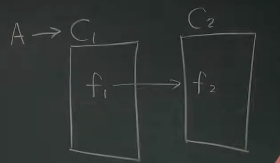 A → C₁ C₂
f₁ → f₂